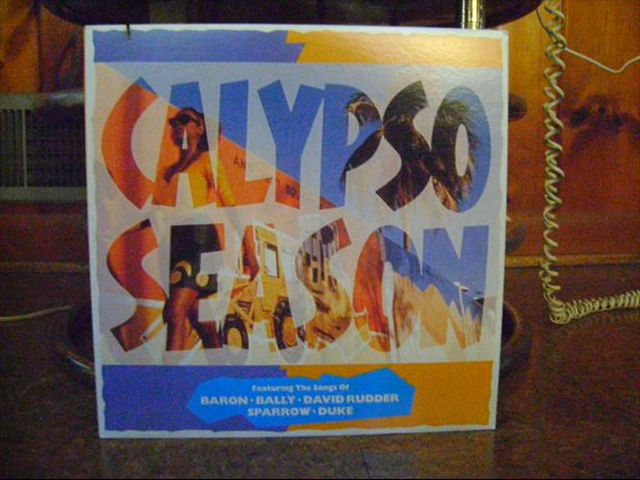 CALYPSO
SEASON
Featuring The Songs Of
BARON · BALLY · DAVID RUDDER
SPARROW · DUKE